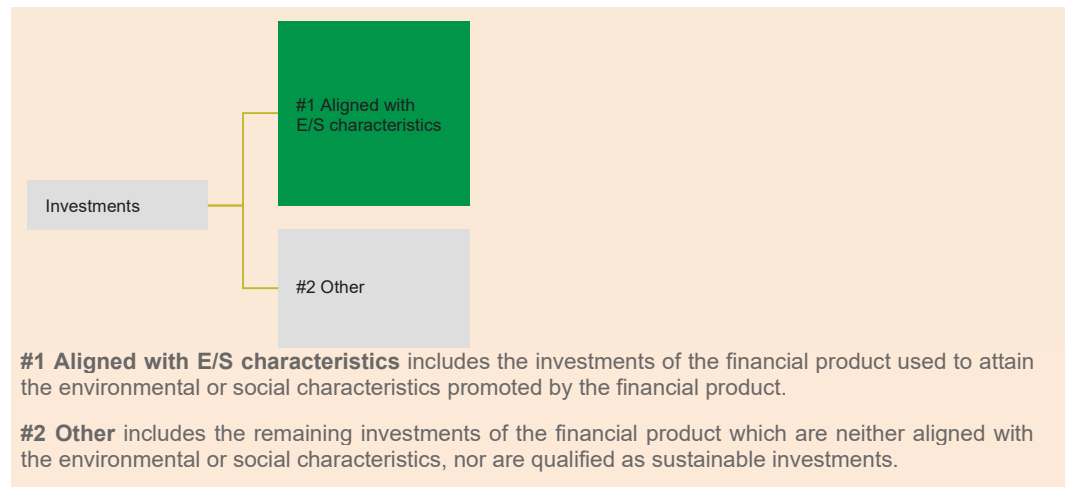 #1 Aligned with
E/S characteristics
Investments
#2 Other
#1 Aligned with E/S characteristics includes the investments of the financial product used to attain
the environmental or social characteristics promoted by the financial product.
#2 Other includes the remaining investments of the financial product which are neither aligned with
the environmental or social characteristics, nor are qualified as sustainable investments.